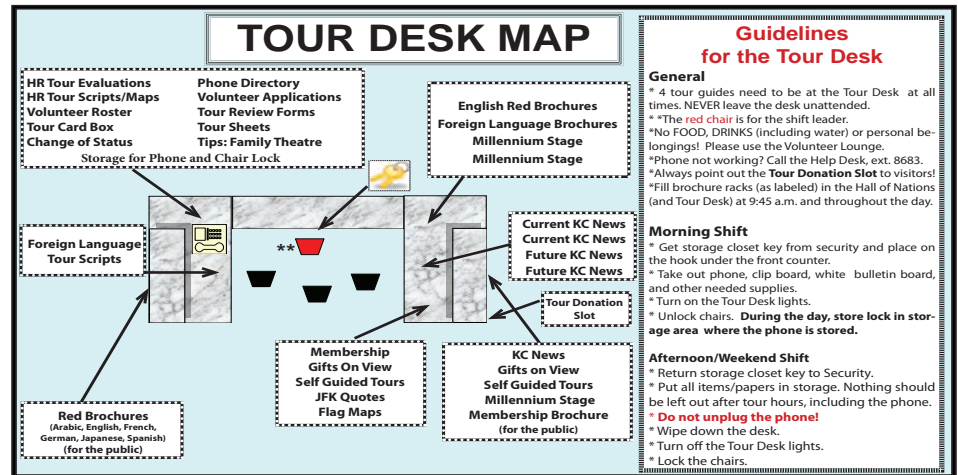 TOUR DESK MAP
HR Tour Evaluations
HR Tour Scripts/Maps
Volunteer Roster
Tour Card Box
Change of Status
Phone Directory
Volunteer Applications
Tour Review Forms
Tour Sheets
Tips: Family Theatre
Storage for Phone and Chair Lock
English Red Brochures
Foreign Language Brochures
Millennium Stage
Millennium Stage
Foreign Language
Tour Scripts
**
Current KC News
Current KC News
Future KC News
Future KC News
Tour Donation
Slot
Membership
Gifts On View
Self Guided Tours
JFK Quotes
Flag Maps
KC News
Gifts on View
Self Guided Tours
Millennium Stage
Membership Brochure
(for the public)
Red Brochures
(Arabic, English, French,
German, Japanese, Spanish)
(for the public)
Guidelines
for the Tour Desk
General
* 4 tour guides need to be at the Tour Desk at all
times. NEVER leave the desk unattended.
* *The red chair is for the shift leader.
*No FOOD, DRINKS (including water) or personal be-
longings! Please use the Volunteer Lounge.
*Phone not working? Call the Help Desk, ext. 8683.
*Always point out the Tour Donation Slot to visitors!
*Fill brochure racks (as labeled) in the Hall of Nations
(and Tour Desk) at 9:45 a.m. and throughout the day.
Morning Shift
* Get storage closet key from security and place on
the hook under the front counter.
* Take out phone, clip board, white bulletin board,
and other needed supplies.
* Turn on the Tour Desk lights.
* Unlock chairs. During the day, store lock in stor-
age area where the phone is stored.
Afternoon/Weekend Shift
* Return storage closet key to Security.
* Put all items/papers in storage. Nothing should
be left out after tour hours, including the phone.
* Do not unplug the phone!
* Wipe down the desk.
* Turn off the Tour Desk lights.
* Lock the chairs.